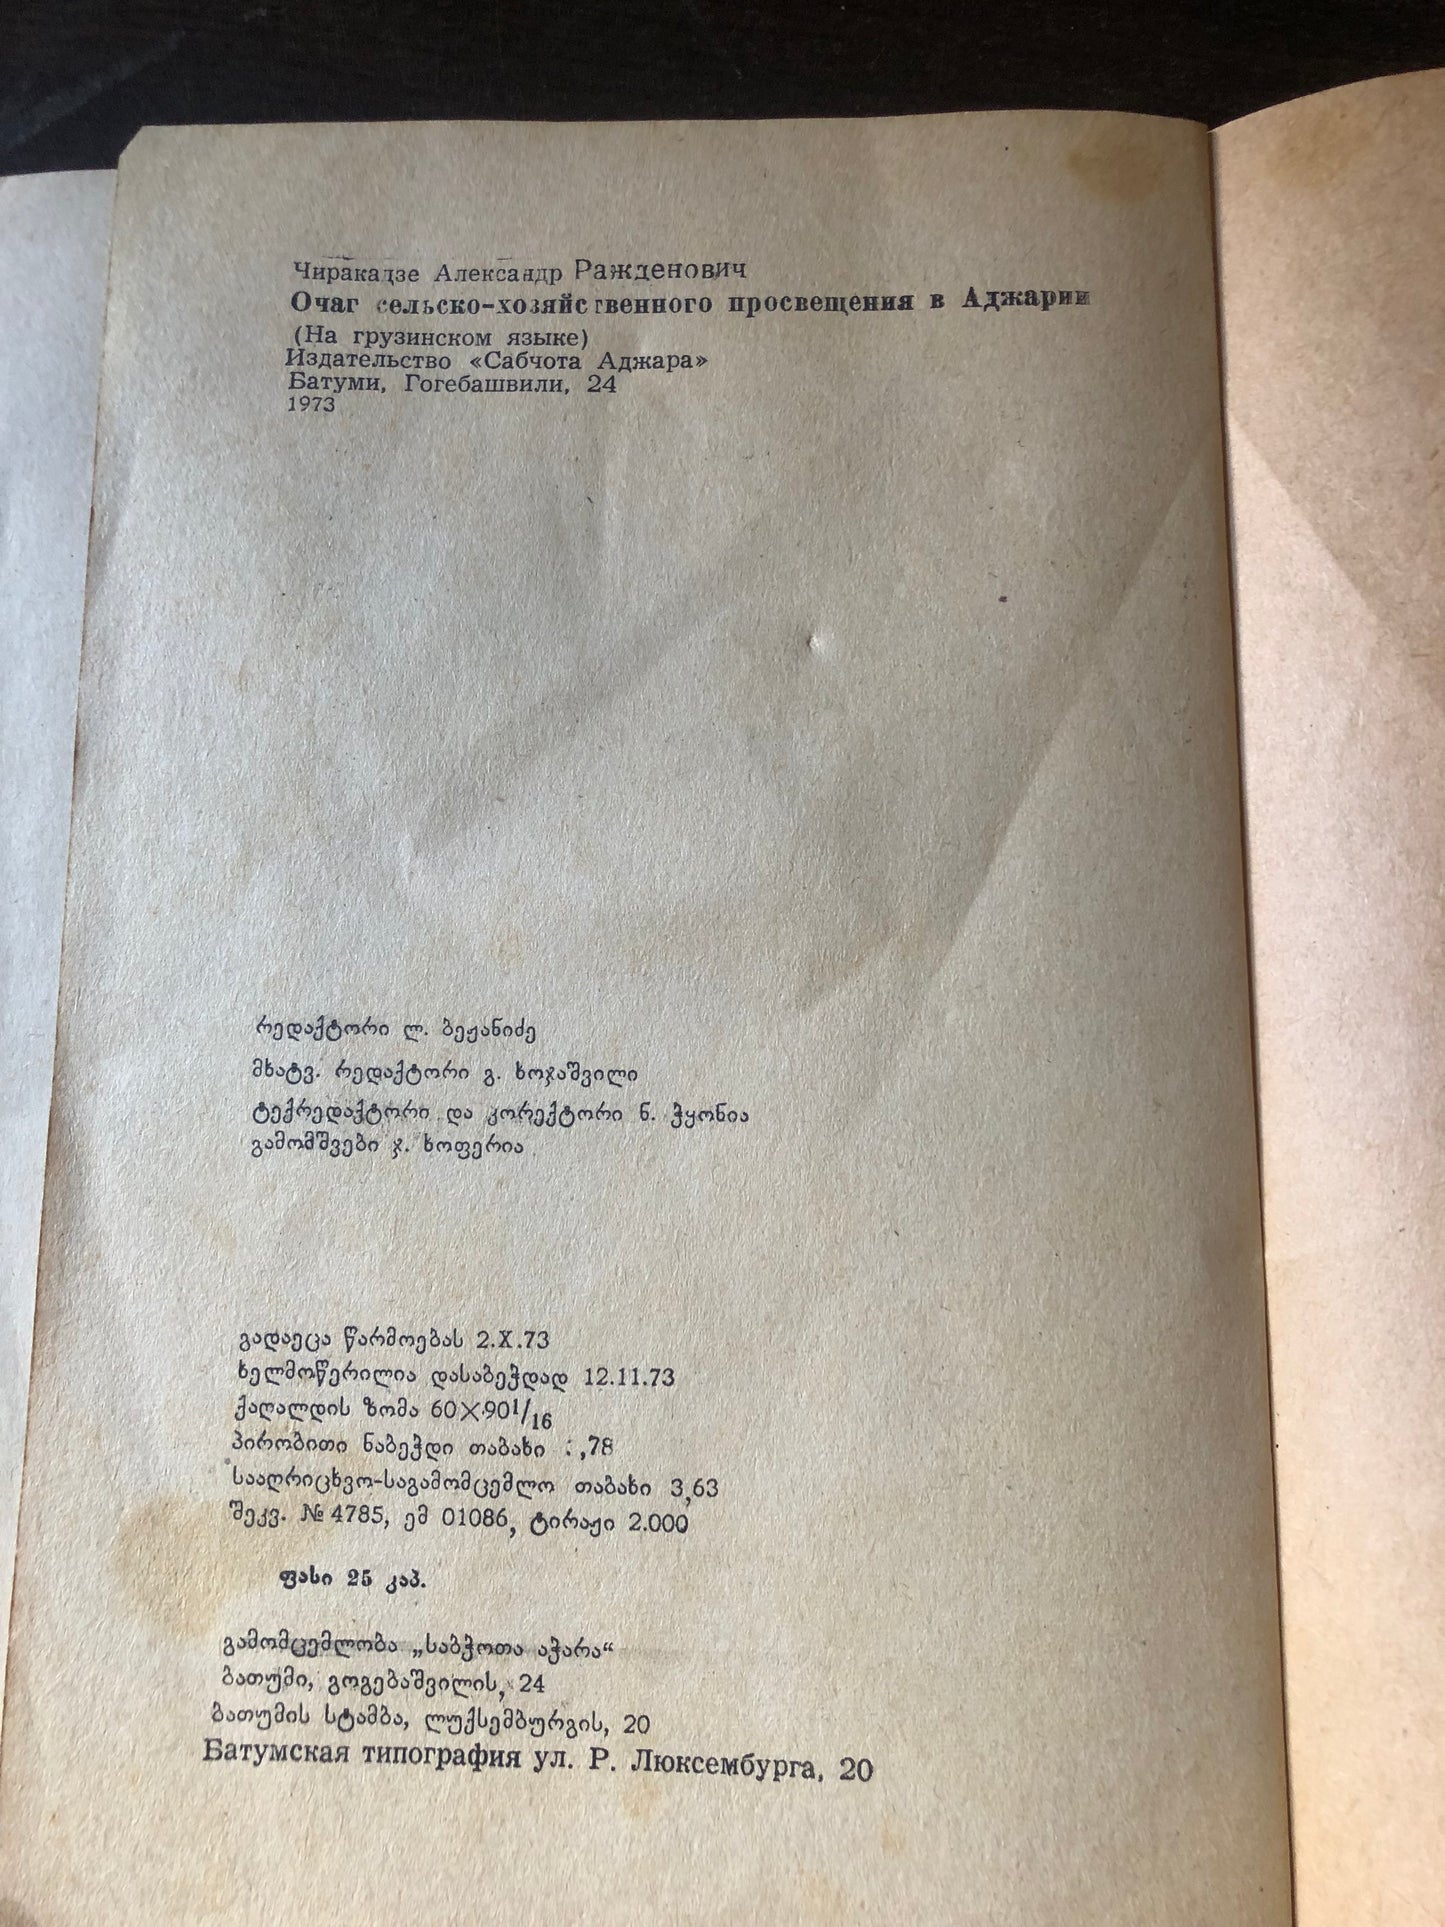 Чиракадзе Александр Ражденович
Очаг сельско-хозяйственного просвещения в Аджарии
(На грузинском языке)
Издательство «Сабчота Аджара»
Батуми, Гогебашвили, 24
1973
რედაქტორი ლ. ბეჟანიძე
მხატვ. რედაქტორი გ. ხოჯაშვილი
ტექრედაქტორი და კორექტორი ნ. ჭყონია
გამომშვები ჯ. ხოფერია
გადაეცა წარმოებას 2.X.73
ხელმოწერილია დასაბეჭდად 12.11.73
ქაღალდის ზომა 60×90¹/₁₆
პირობითი ნაბეჭდი თაბახი ,78
სააღრიცხვო-საგამომცემლო თაბახი 3,63
შეკვ. № 4785, ემ 01086, ტირაჟი 2.000
ფასი 25 კაპ.
გამომცემლობა „საბჭოთა აჭარა“
ბათუმი, გოგებაშვილის, 24
ბათუმის სტამბა, ლუქსემბურგის, 20
Батумская типография ул. Р. Люксембурга, 20